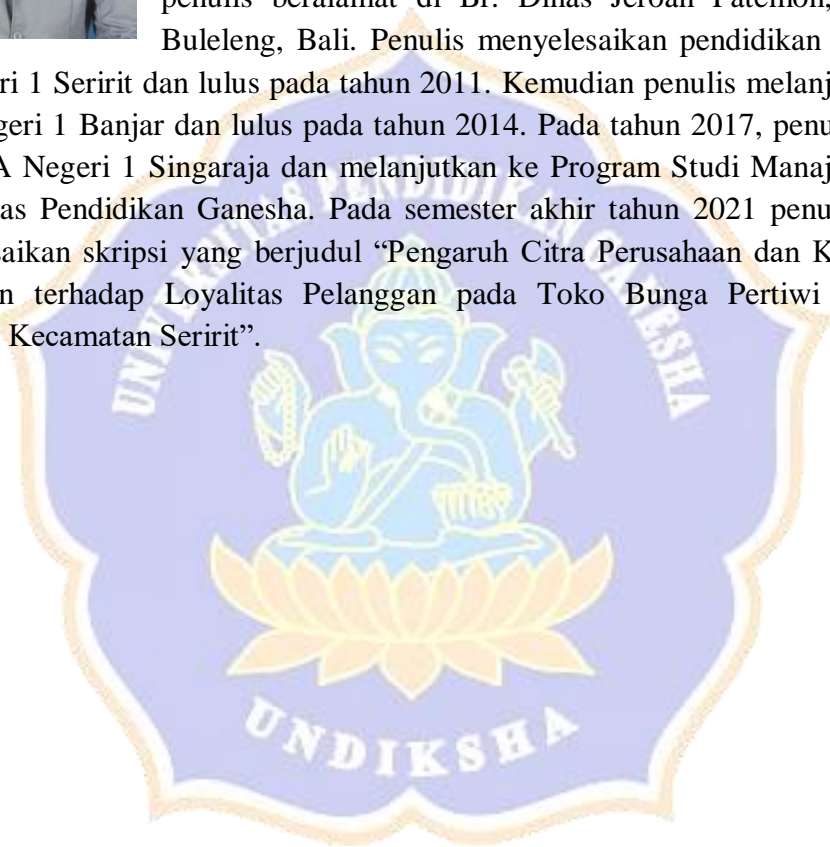 penulis beralamat di Br. Dinas Jeroan Patemon,
Buleleng, Bali. Penulis menyelesaikan pendidikan
ri 1 Seririt dan lulus pada tahun 2011. Kemudian penulis melanj
geri 1 Banjar dan lulus pada tahun 2014. Pada tahun 2017, penu
A Negeri 1 Singaraja dan melanjutkan ke Program Studi Manaj
as Pendidikan Ganesha. Pada semester akhir tahun 2021 penu
aikan skripsi yang berjudul “Pengaruh Citra Perusahaan dan K
n terhadap Loyalitas Pelanggan pada Toko Bunga Pertiwi
Kecamatan Seririt”.
UNIVERSITAS PENDIDIKAN GANESHA
UNDIKSHA